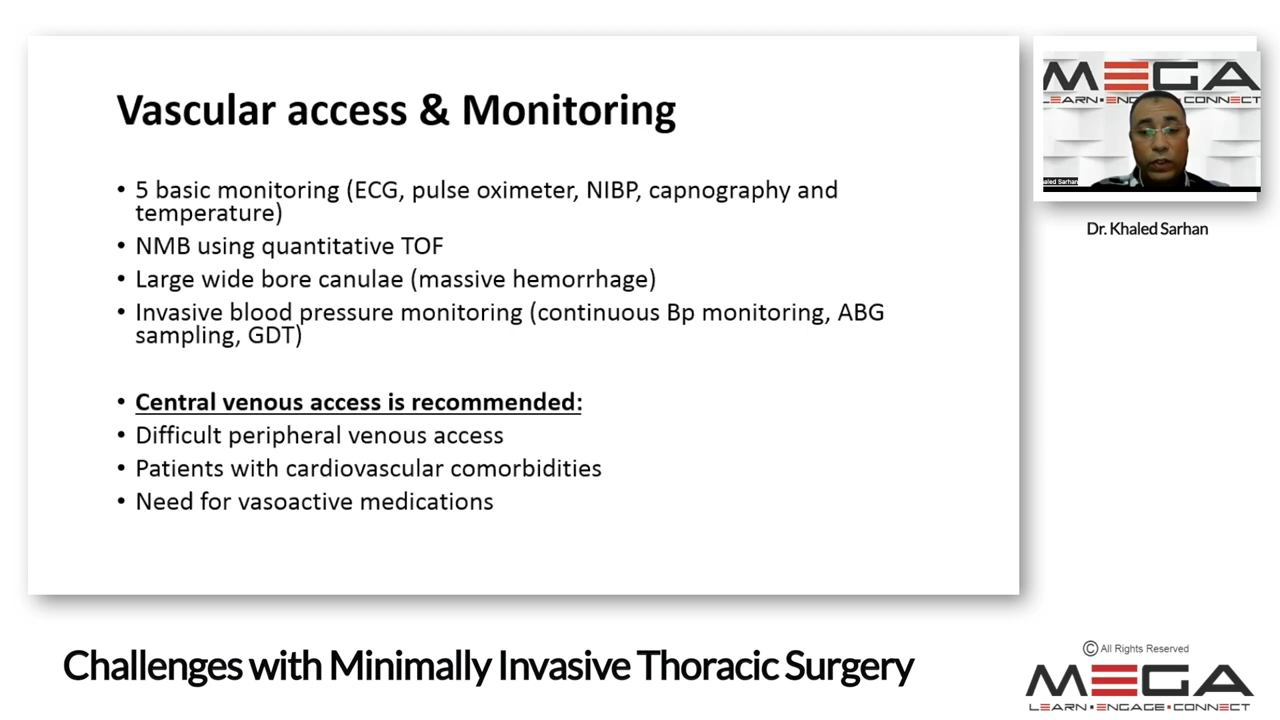 Vascular access & Monitoring
• 5 basic monitoring (ECG, pulse oximeter, NIBP, capnography and
temperature)
• NMB using quantitative TOF
• Large wide bore canulae (massive hemorrhage)
• Invasive blood pressure monitoring (continuous Bp monitoring, ABG
sampling, GDT)
• Central venous access is recommended:
• Difficult peripheral venous access
• Patients with cardiovascular comorbidities
• Need for vasoactive medications
MEGA
LEARN•ENGAGE•CONNECT
aled Sarhan
Dr. Khaled Sarhan
Challenges with Minimally Invasive Thoracic Surgery
© All Rights Reserved
MEGA
LEARN•ENGAGE•CONNECT